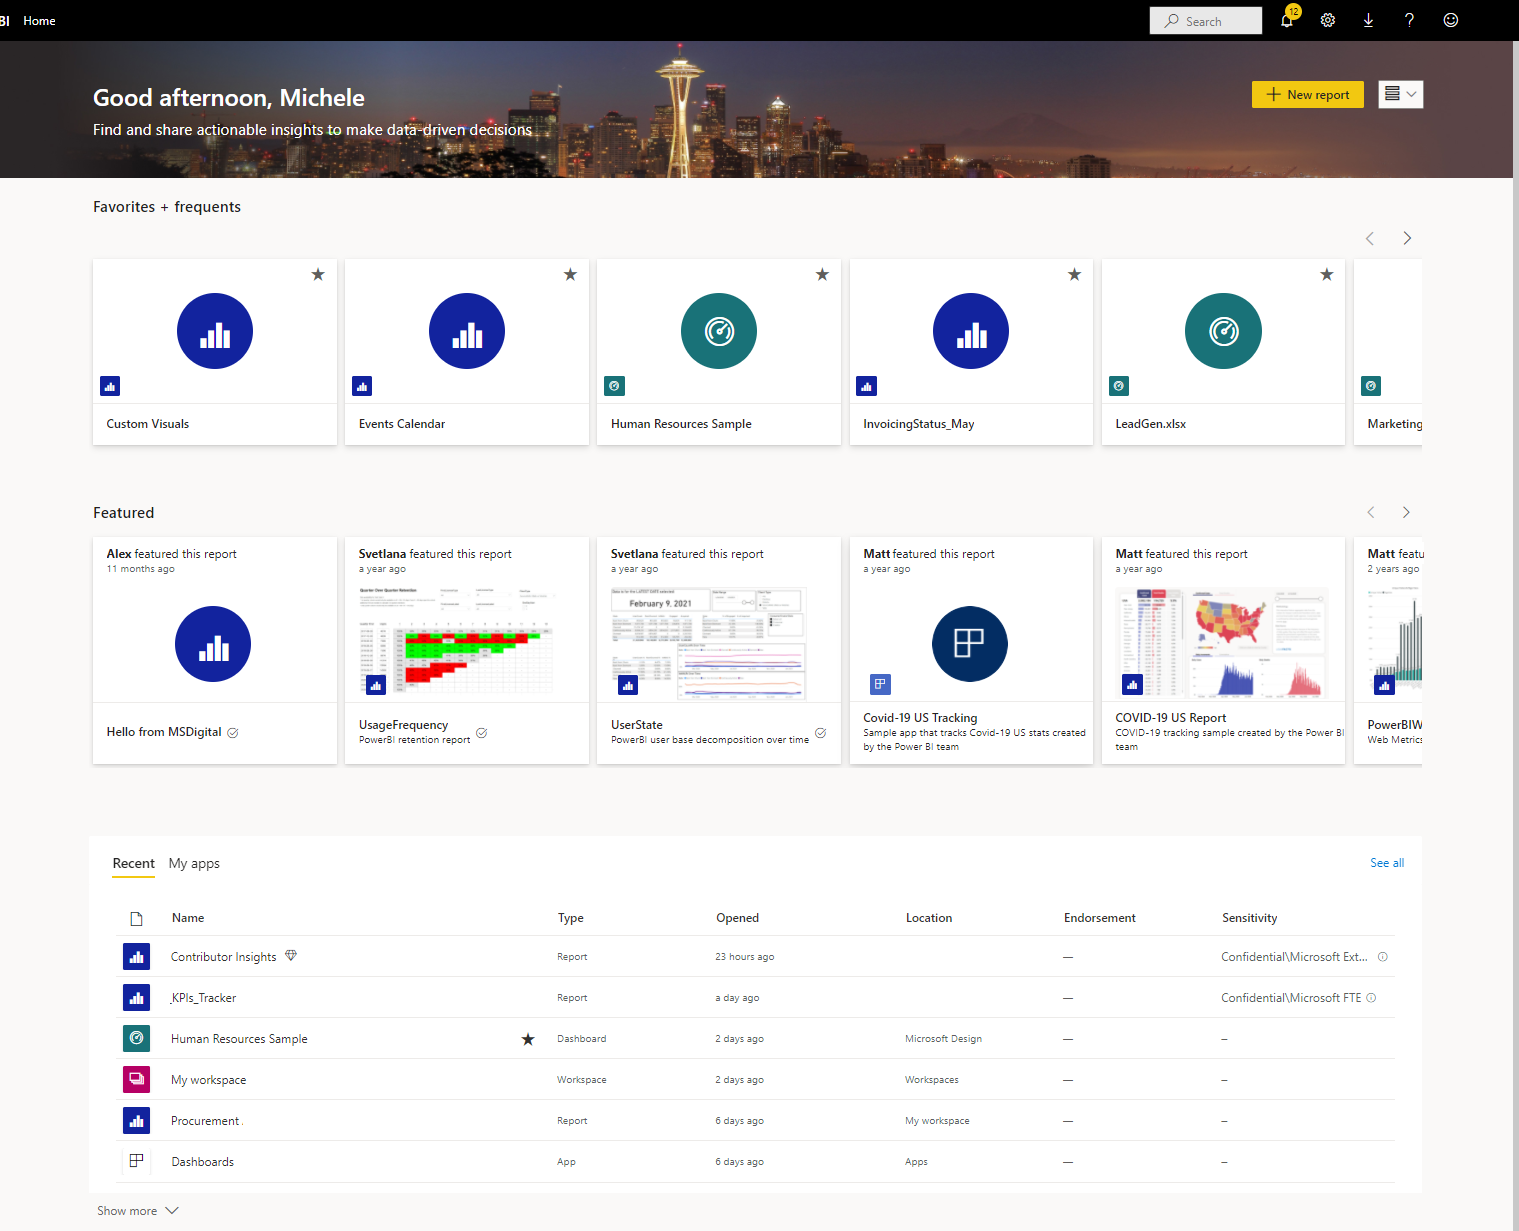 BI Home
Search
12
Good afternoon, Michele
Find and share actionable insights to make data-driven decisions
New report
Favorites + frequents
Custom Visuals
Events Calendar
Human Resources Sample
InvoicingStatus_May
LeadGen.xlsx
Marketing
Featured
Alex featured this report
11 months ago
Hello from MSDigital
Svetlana featured this report
a year ago
Quarter Over Quarter Retention
UsageFrequency
PowerBI retention report
Svetlana featured this report
a year ago
February 9, 2021
UserState
PowerBI user base decomposition over time
Matt featured this report
a year ago
Covid-19 US Tracking
Sample app that tracks Covid-19 US stats created
by the Power BI team
Matt featured this report
a year ago
COVID-19 US Report
COVID-19 tracking sample created by the Power BI
team
Matt featu
2 years ago
PowerBIW
Web Metrics
Recent My apps
See all
Name Type Opened Location Endorsement Sensitivity
Contributor Insights Report 23 hours ago — Confidential\Microsoft Ext...
_KPIs_Tracker Report a day ago — Confidential\Microsoft FTE
Human Resources Sample Dashboard 2 days ago Microsoft Design — –
My workspace Workspace 2 days ago Workspaces — –
Procurement Report 6 days ago My workspace — –
Dashboards App 6 days ago Apps — –
Show more